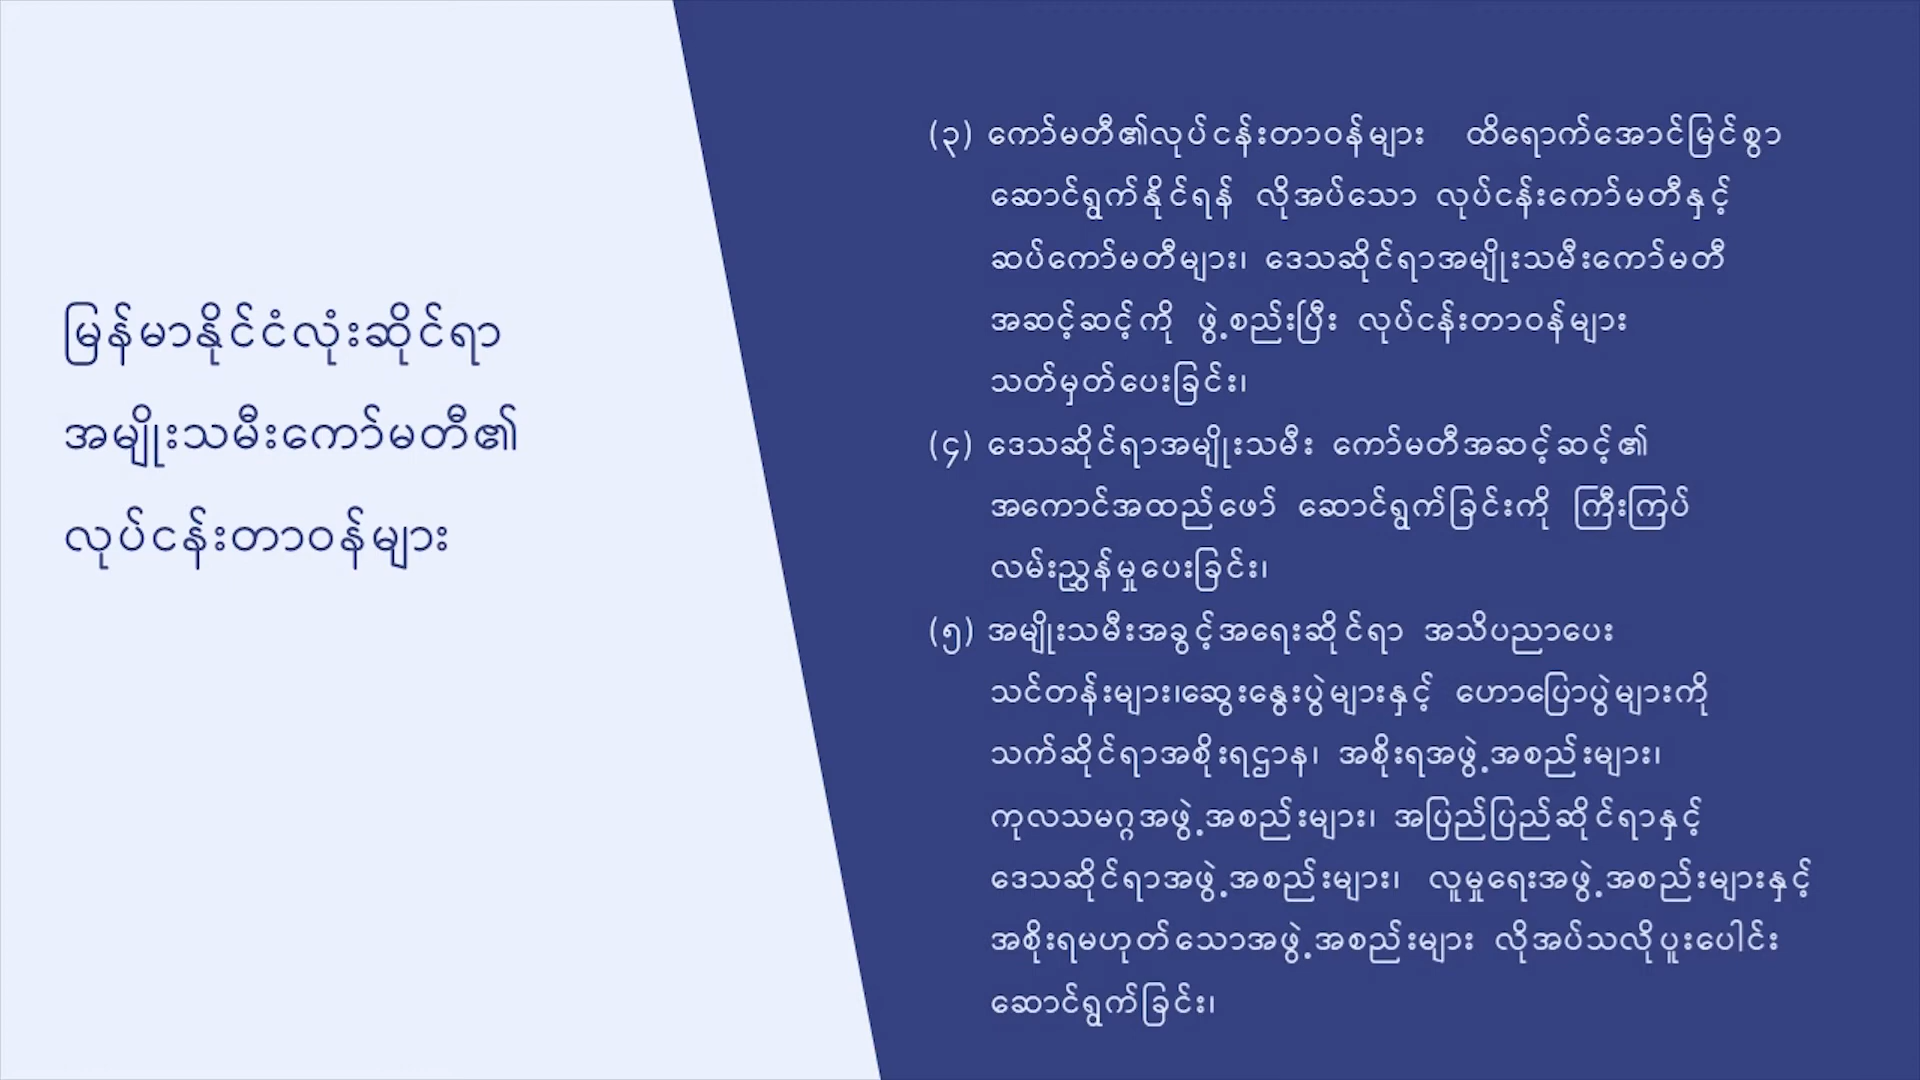 မြန်မာနိုင်ငံလုံးဆိုင်ရာ
အမျိုးသမီးကော်မတီ၏
လုပ်ငန်းတာဝန်များ
(၃) ကော်မတီ၏လုပ်ငန်းတာဝန်များ ထိရောက်အောင်မြင်စွာ
ဆောင်ရွက်နိုင်ရန် လိုအပ်သော လုပ်ငန်းကော်မတီနှင့်
ဆပ်ကော်မတီများ၊ ဒေသဆိုင်ရာအမျိုးသမီးကော်မတီ
အဆင့်ဆင့်ကို ဖွဲ့စည်းပြီး လုပ်ငန်းတာဝန်များ
သတ်မှတ်ပေးခြင်း၊
(၄) ဒေသဆိုင်ရာအမျိုးသမီး ကော်မတီအဆင့်ဆင့်၏
အကောင်အထည်ဖော် ဆောင်ရွက်ခြင်းကို ကြီးကြပ်
လမ်းညွှန်မှုပေးခြင်း၊
(၅) အမျိုးသမီးအခွင့်အရေးဆိုင်ရာ အသိပညာပေး
သင်တန်းများ၊ဆွေးနွေးပွဲများနှင့် ဟောပြောပွဲများကို
သက်ဆိုင်ရာအစိုးရဌာန၊ အစိုးရအဖွဲ့အစည်းများ၊
ကုလသမဂ္ဂအဖွဲ့အစည်းများ၊ အပြည်ပြည်ဆိုင်ရာနှင့်
ဒေသဆိုင်ရာအဖွဲ့အစည်းများ၊ လူမှုရေးအဖွဲ့အစည်းများနှင့်
အစိုးရမဟုတ်သောအဖွဲ့အစည်းများ လိုအပ်သလိုပူးပေါင်း
ဆောင်ရွက်ခြင်း၊